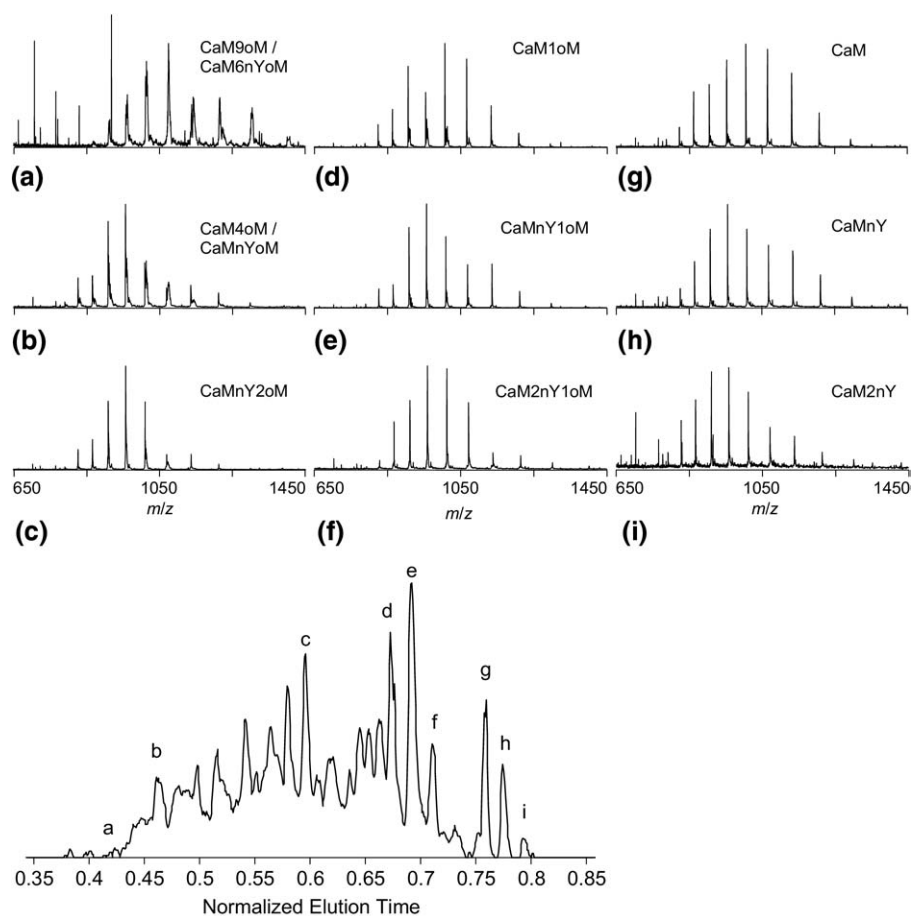 CaM9oM /
CaM6nYoM
CaM1oM
CaM
(a)
(d)
(g)
CaM4oM /
CaMnYoM
CaMnY1oM
CaMnY
(b)
(e)
(h)
CaMnY2oM
CaM2nY1oM
CaM2nY
650 1050 1450
650 1050 1450
650 1050 1450
m/z
m/z
m/z
(c)
(f)
(i)
a
b
c
d
e
f
g
h
i
0.35 0.4 0.45 0.5 0.55 0.6 0.65 0.7 0.75 0.8 0.85
Normalized Elution Time